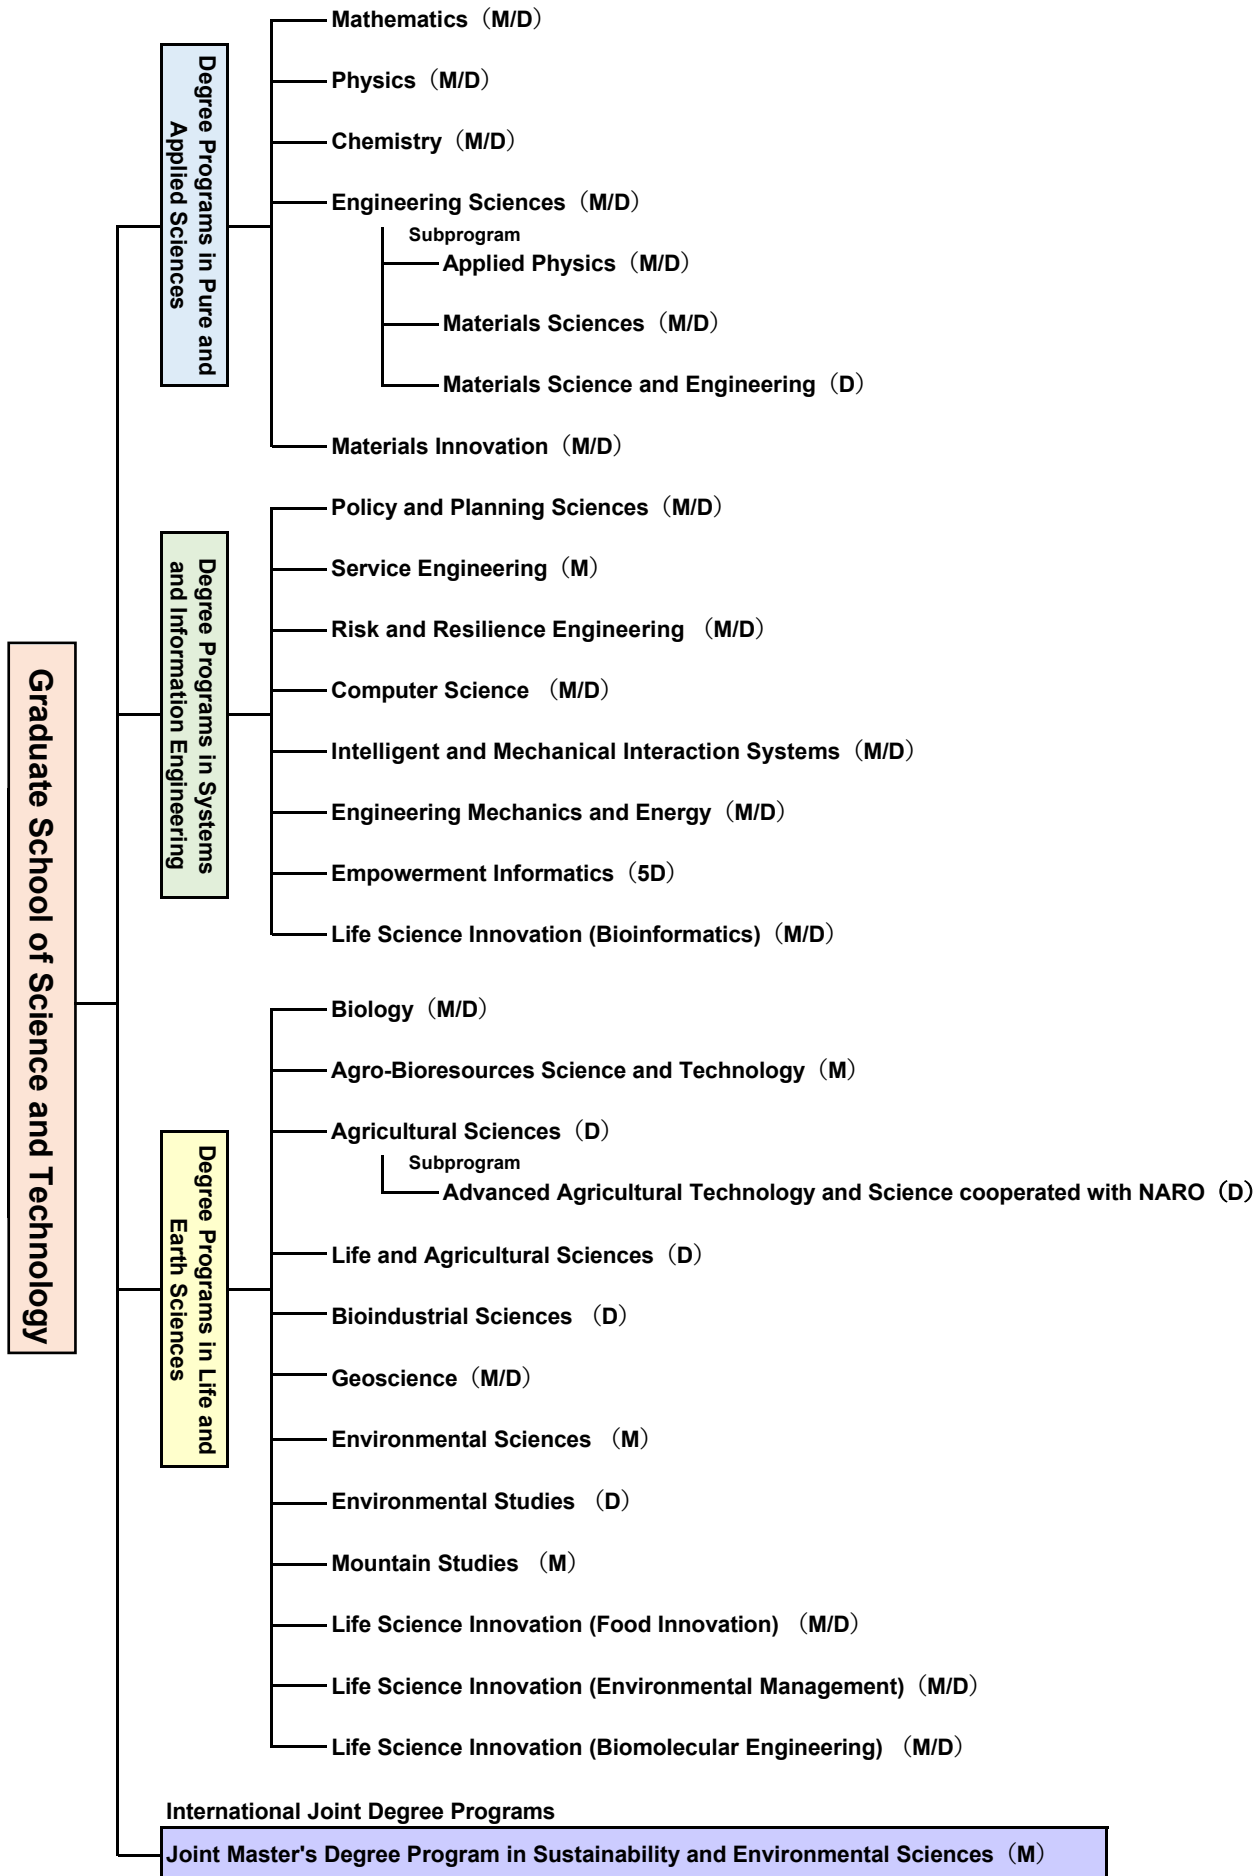 Graduate School of Science and Technology
Degree Programs in Pure and
Applied Sciences
Mathematics（M/D）
Physics（M/D）
Chemistry（M/D）
Engineering Sciences（M/D）
Subprogram
Applied Physics（M/D）
Materials Sciences（M/D）
Materials Science and Engineering（D）
Materials Innovation（M/D）
Degree Programs in Systems
and Information Engineering
Policy and Planning Sciences（M/D）
Service Engineering（M）
Risk and Resilience Engineering （M/D）
Computer Science （M/D）
Intelligent and Mechanical Interaction Systems（M/D）
Engineering Mechanics and Energy（M/D）
Empowerment Informatics（5D）
Life Science Innovation (Bioinformatics)（M/D）
Degree Programs in Life and
Earth Sciences
Biology（M/D）
Agro-Bioresources Science and Technology（M）
Agricultural Sciences（D）
Subprogram
Advanced Agricultural Technology and Science cooperated with NARO（D）
Life and Agricultural Sciences（D）
Bioindustrial Sciences（D）
Geoscience（M/D）
Environmental Sciences （M）
Environmental Studies （D）
Mountain Studies （M）
Life Science Innovation (Food Innovation) （M/D）
Life Science Innovation (Environmental Management)（M/D）
Life Science Innovation (Biomolecular Engineering) （M/D）
International Joint Degree Programs
Joint Master's Degree Program in Sustainability and Environmental Sciences（M）